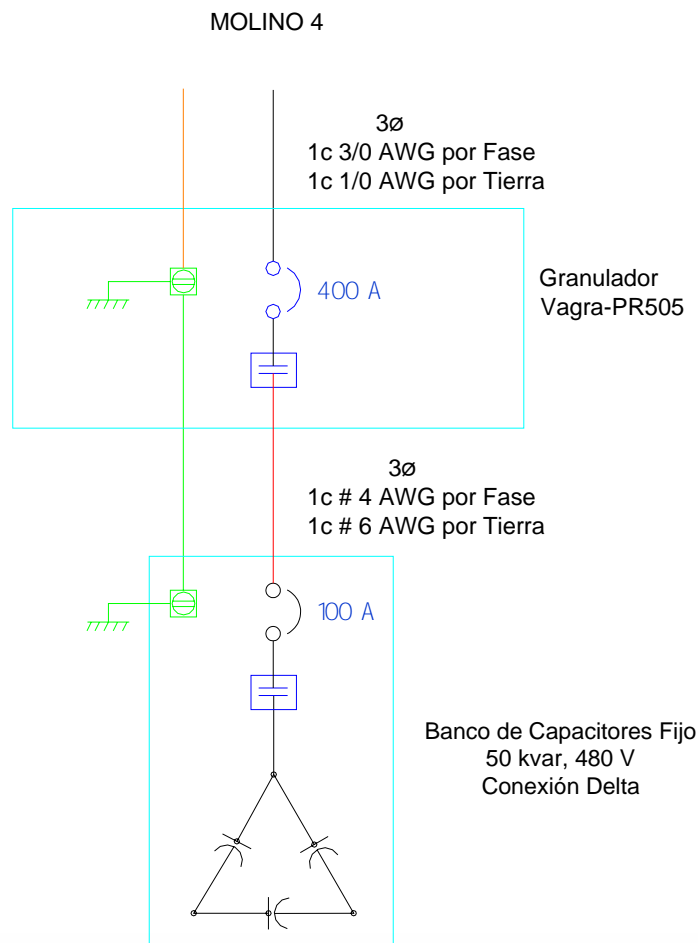 MOLINO 4
3ø
1c 3/0 AWG por Fase
1c 1/0 AWG por Tierra
400 A
Granulador
Vagra-PR505
3ø
1c # 4 AWG por Fase
1c # 6 AWG por Tierra
100 A
Banco de Capacitores Fijo
50 kvar, 480 V
Conexión Delta